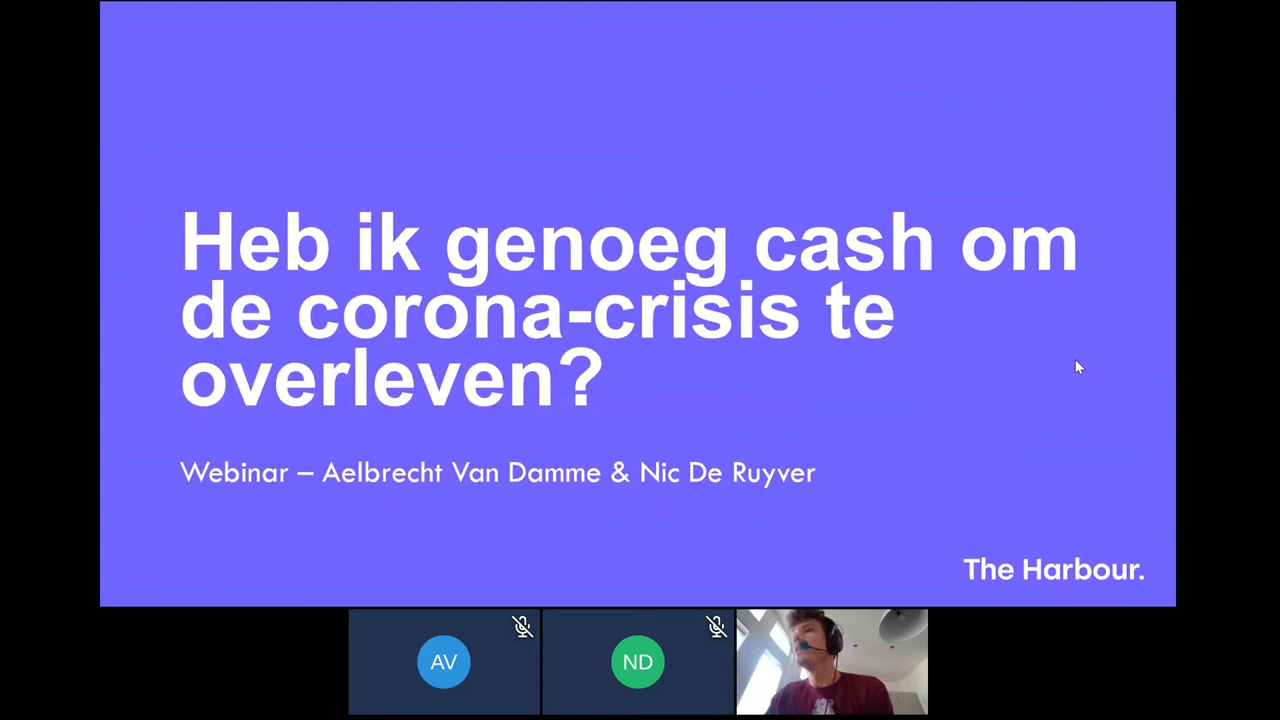 Heb ik genoeg cash om
de corona-crisis te
overleven?
Webinar – Aelbrecht Van Damme & Nic De Ruyver
The Harbour.
AV
ND